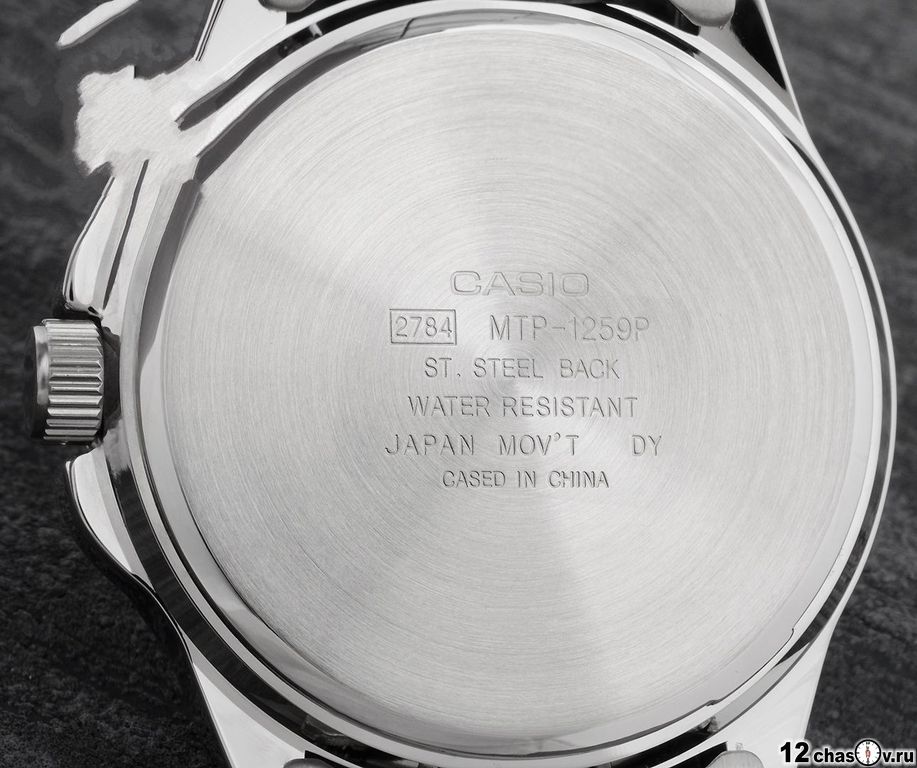 CASIO
2784 MTP-1259P
ST. STEEL BACK
WATER RESISTANT
JAPAN MOV'T DY
CASED IN CHINA
12chasov.ru